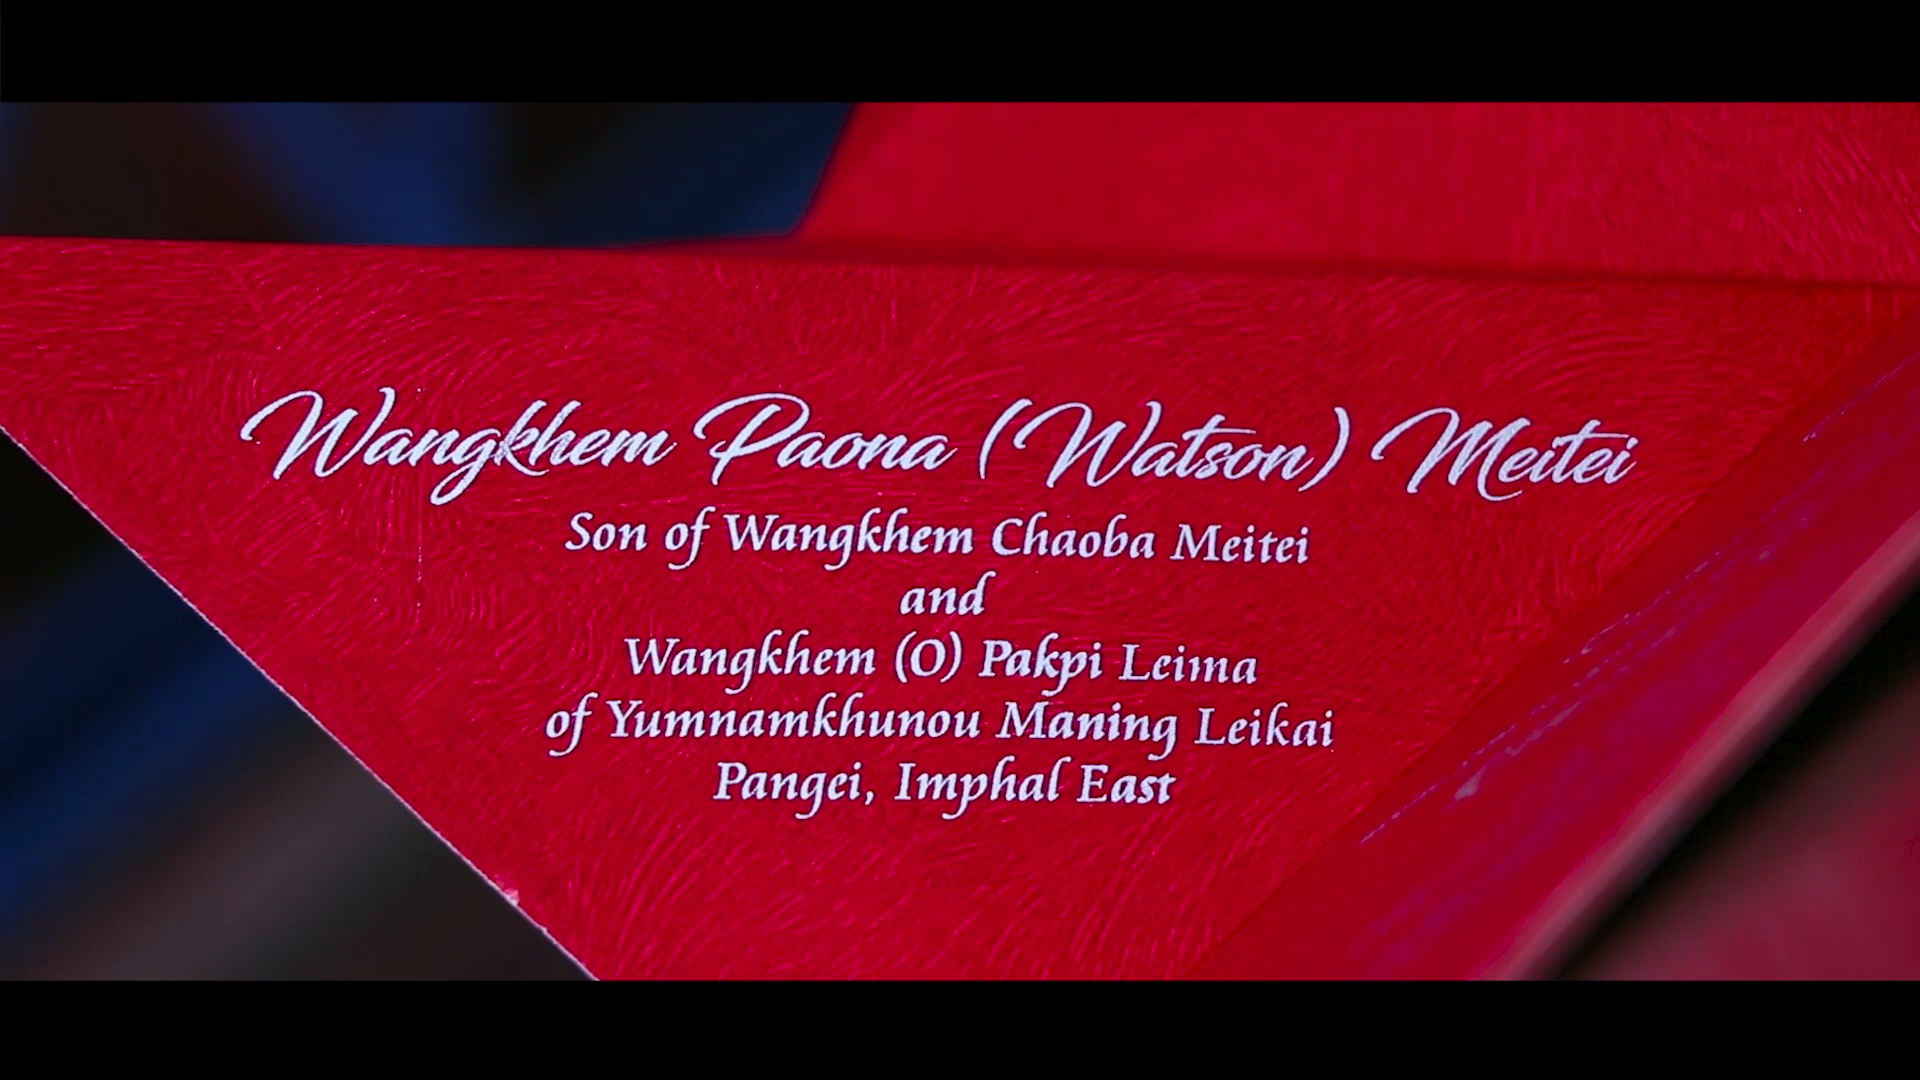 Wangkhem Paona (Watson) Meitei
Son of Wangkhem Chaoba Meitei
and
Wangkhem (O) Pakpi Leima
of Yumnamkhunou Maning Leikai
Pangei, Imphal East